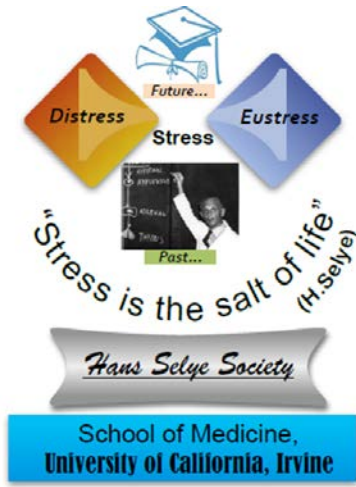 Future...
Distress
Eustress
Stress
Past...
“Stress is the salt of life”
(H.Selye)
Hans Selye Society
School of Medicine,
University of California, Irvine